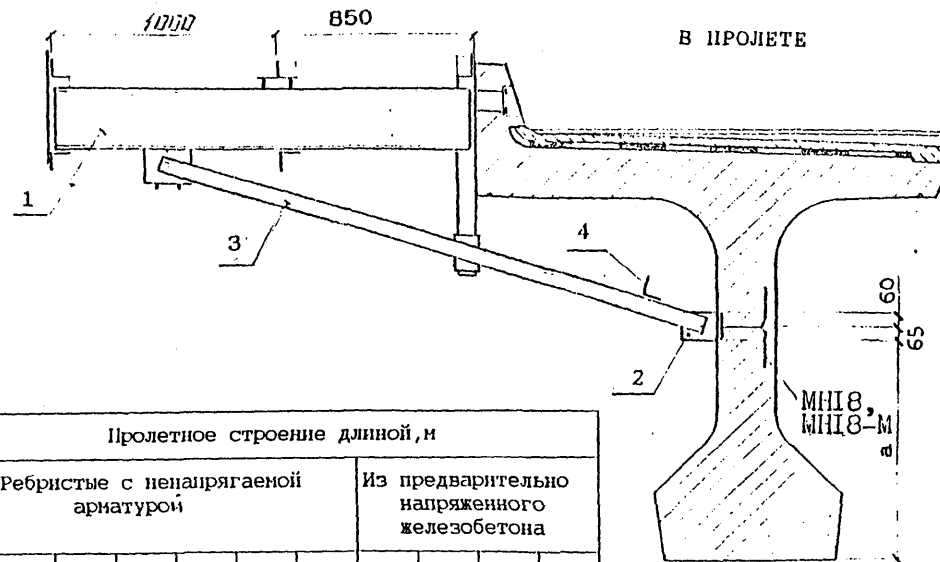 1000
850
В ПРОЛЕТЕ
1
3
4
2
60
65
а
МН18,
МН18-М
Пролетное строение длиной,м
Ребристые с ненапрягаемой
арматурой
Из предварительно
напряженного
железобетона